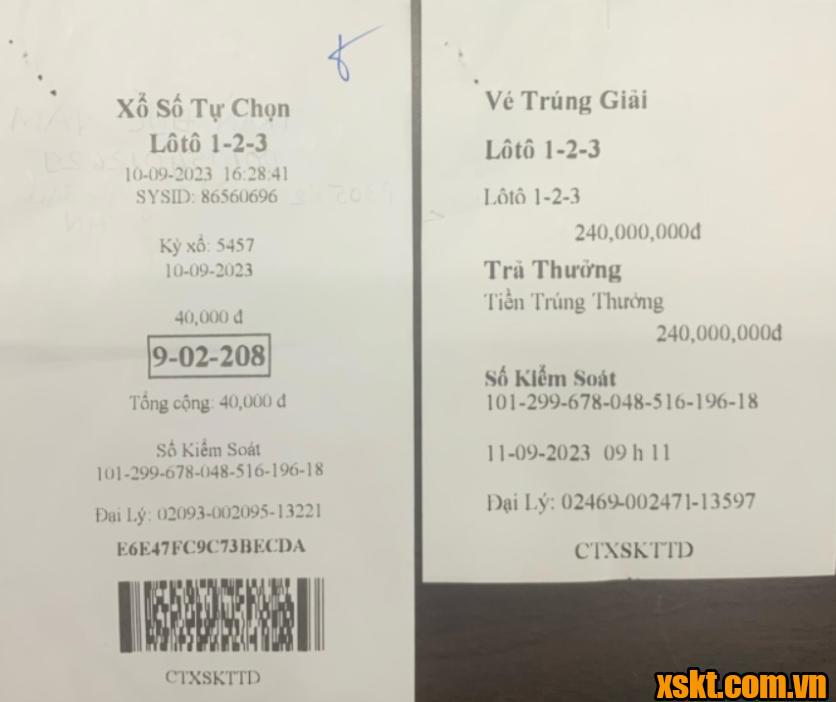 Xổ Số Tự Chọn
Lôtô 1-2-3
10-09-2023 16:28:41
SYSID: 86560696
Kỳ xổ: 5457
10-09-2023
40,000 đ
9-02-208
Tổng cộng: 40,000 đ
Số Kiểm Soát
101-299-678-048-516-196-18
Đại Lý: 02093-002095-13221
E6E47FC9C73BECDA
CTXSKTTD
Vé Trúng Giải
Lôtô 1-2-3
Lôtô 1-2-3
240,000,000đ
Trả Thưởng
Tiền Trúng Thưởng
240,000,000đ
Số Kiểm Soát
101-299-678-048-516-196-18
11-09-2023 09 h 11
Đại Lý: 02469-002471-13597
CTXSKTTD
xskt.com.vn